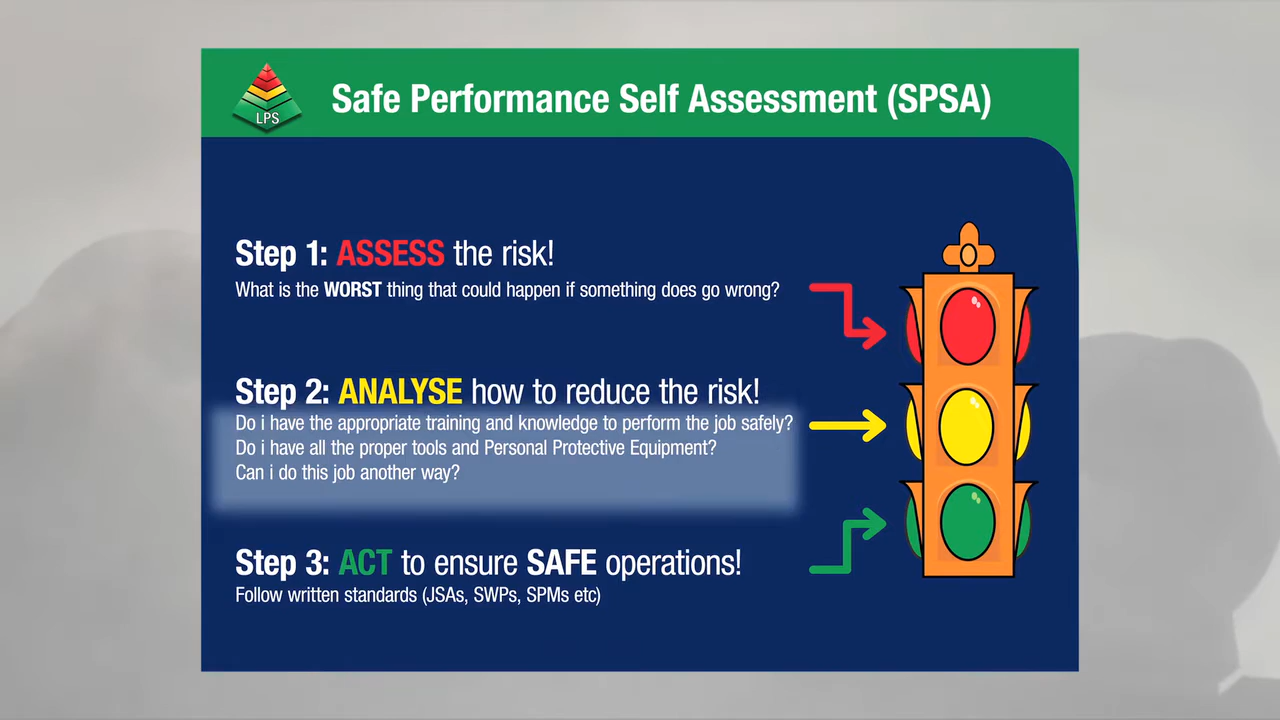 LPS
Safe Performance Self Assessment (SPSA)
Step 1: ASSESS the risk!
What is the WORST thing that could happen if something does go wrong?
Step 2: ANALYSE how to reduce the risk!
Do i have the appropriate training and knowledge to perform the job safely?
Do i have all the proper tools and Personal Protective Equipment?
Can i do this job another way?
Step 3: ACT to ensure SAFE operations!
Follow written standards (JSAs, SWPs, SPMs etc)